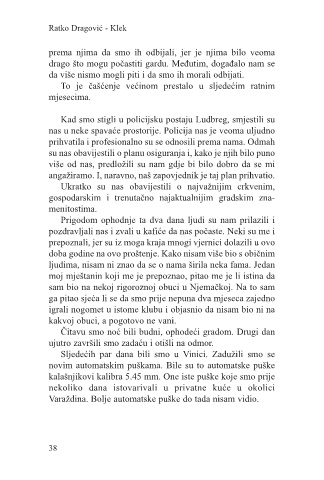 Ratko Dragović - Klek
prema njima da smo ih odbijali, jer je njima bilo veoma
drago što mogu počastiti gardu. Međutim, događalo nam se
da više nismo mogli piti i da smo ih morali odbijati.
To je čašćenje većinom prestalo u sljedećim ratnim
mjesecima.
Kad smo stigli u policijsku postaju Ludbreg, smjestili su
nas u neke spavaće prostorije. Policija nas je veoma uljudno
prihvatila i profesionalno su se odnosili prema nama. Odmah
su nas obavijestili o planu osiguranja i, kako je njih bilo puno
više od nas, predložili su nam gdje bi bilo dobro da se mi
angažiramo. I, naravno, naš zapovjednik je taj plan prihvatio.
Ukratko su nas obavijestili o najvažnijim crkvenim,
gospodarskim i trenutačno najaktualnijim gradskim zna-
menitostima.
Prigodom ophodnje ta dva dana ljudi su nam prilazili i
pozdravljali nas i zvali u kafiće da nas počaste. Neki su me i
prepoznali, jer su iz moga kraja mnogi vjernici dolazili u ovo
doba godine na ovo proštenje. Kako nisam više bio s običnim
ljudima, nisam ni znao da se o nama širila neka fama. Jedan
moj mještanin koji me je prepoznao, pitao me je li istina da
sam bio na nekoj rigoroznoj obuci u Njemačkoj. Na to sam
ga pitao sjeća li se da smo prije nepuna dva mjeseca zajedno
igrali nogomet u istome klubu i objasnio da nisam bio ni na
kakvoj obuci, a pogotovo ne vani.
Čitavu smo noć bili budni, ophodeći gradom. Drugi dan
ujutro završili smo zadaću i otišli na odmor.
Sljedećih par dana bili smo u Vinici. Zadužili smo se
novim automatskim puškama. Bile su to automatske puške
kalašnjikovi kalibra 5.45 mm. One iste puške koje smo prije
nekoliko dana istovarivali u privatne kuće u okolici
Varaždina. Bolje automatske puške do tada nisam vidio.
38